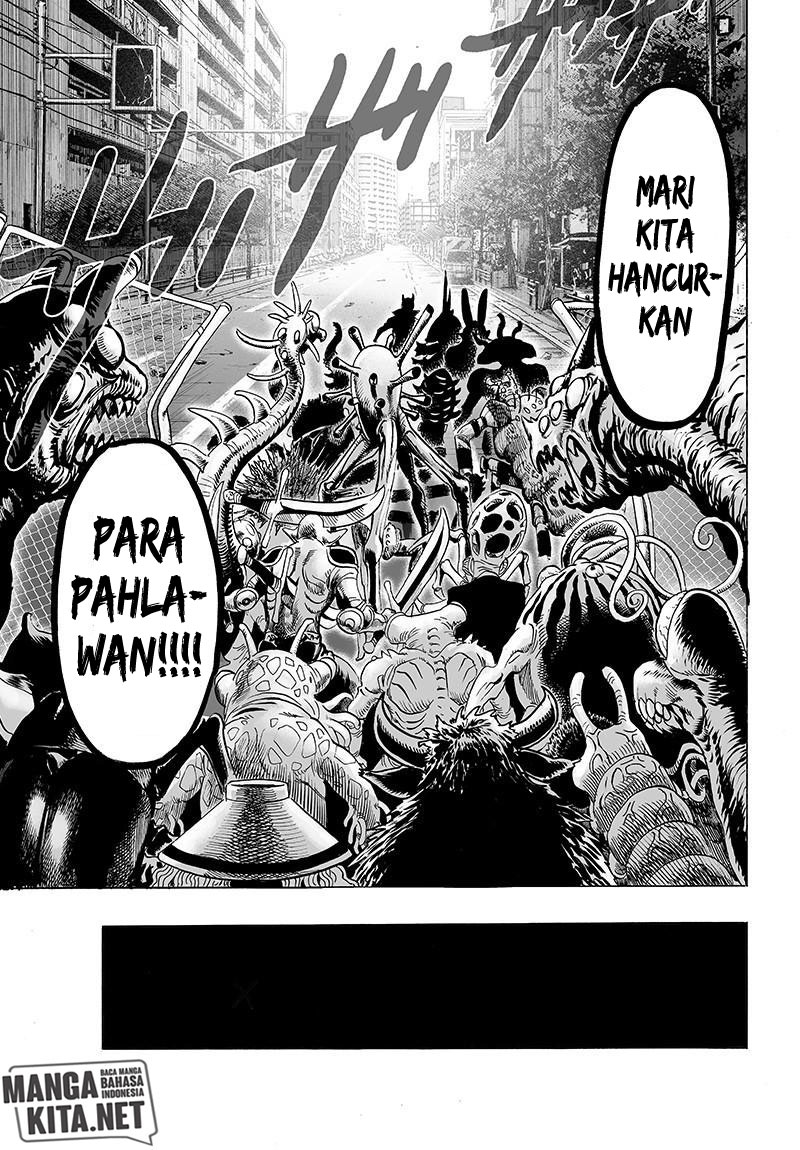 MARI
KITA
HANCUR-
KAN
PARA
PAHLA-
WAN!!!!
MANGA
KITA.NET
BACA MANGA
BAHASA
INDONESIA